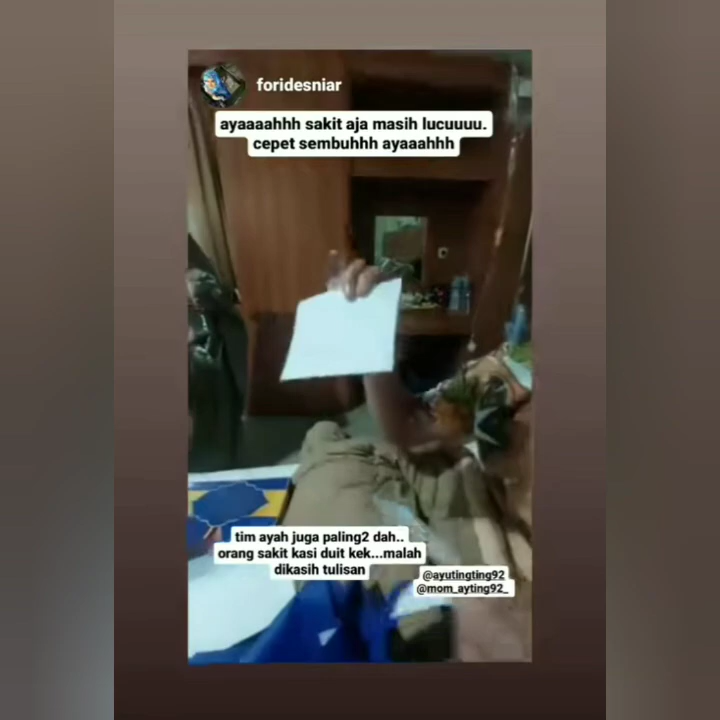 foridesniar
ayaaaahhh sakit aja masih lucuuuu.
cepet sembuhhh ayaaahhh
tim ayah juga paling2 dah..
orang sakit kasi duit kek...malah
dikasih tulisan
@ayutingting92
@mom_ayting92_